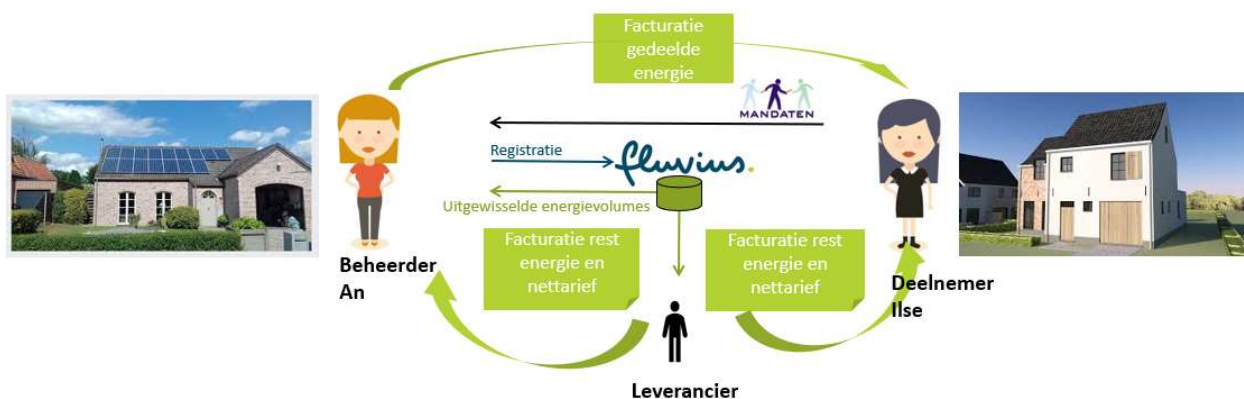 Facturatie
gedeelde
energie
MANDATEN
Registratie
fluvius.
Uitgewisselde energievolumes
Facturatie rest
energie en
nettarief
Facturatie rest
energie en
nettarief
Beheerder
An
Deelnemer
Ilse
Leverancier